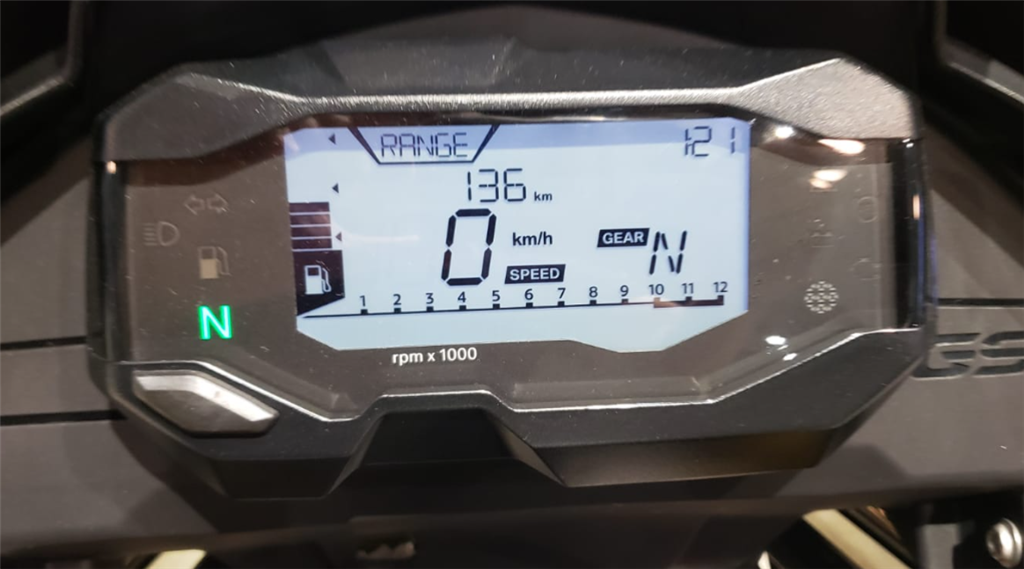 RANGE 1:21
136 km
0 km/h GEAR N
SPEED
1 2 3 4 5 6 7 8 9 10 11 12
N
rpm x 1000